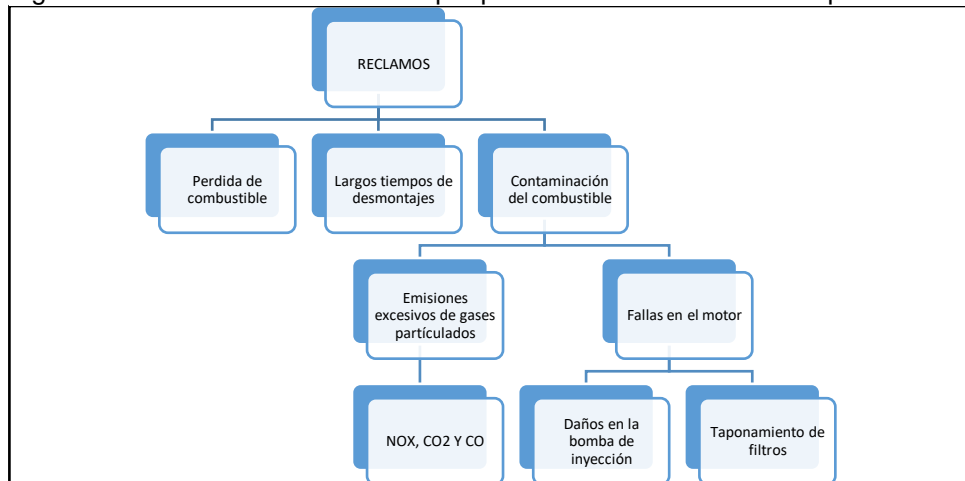 RECLAMOS
Perdida de
combustible
Largos tiempos de
desmontajes
Contaminación
del combustible
Emisiones
excesivos de gases
partículados
Fallas en el motor
NOX, CO2 Y CO
Daños en la
bomba de
inyección
Taponamiento de
filtros